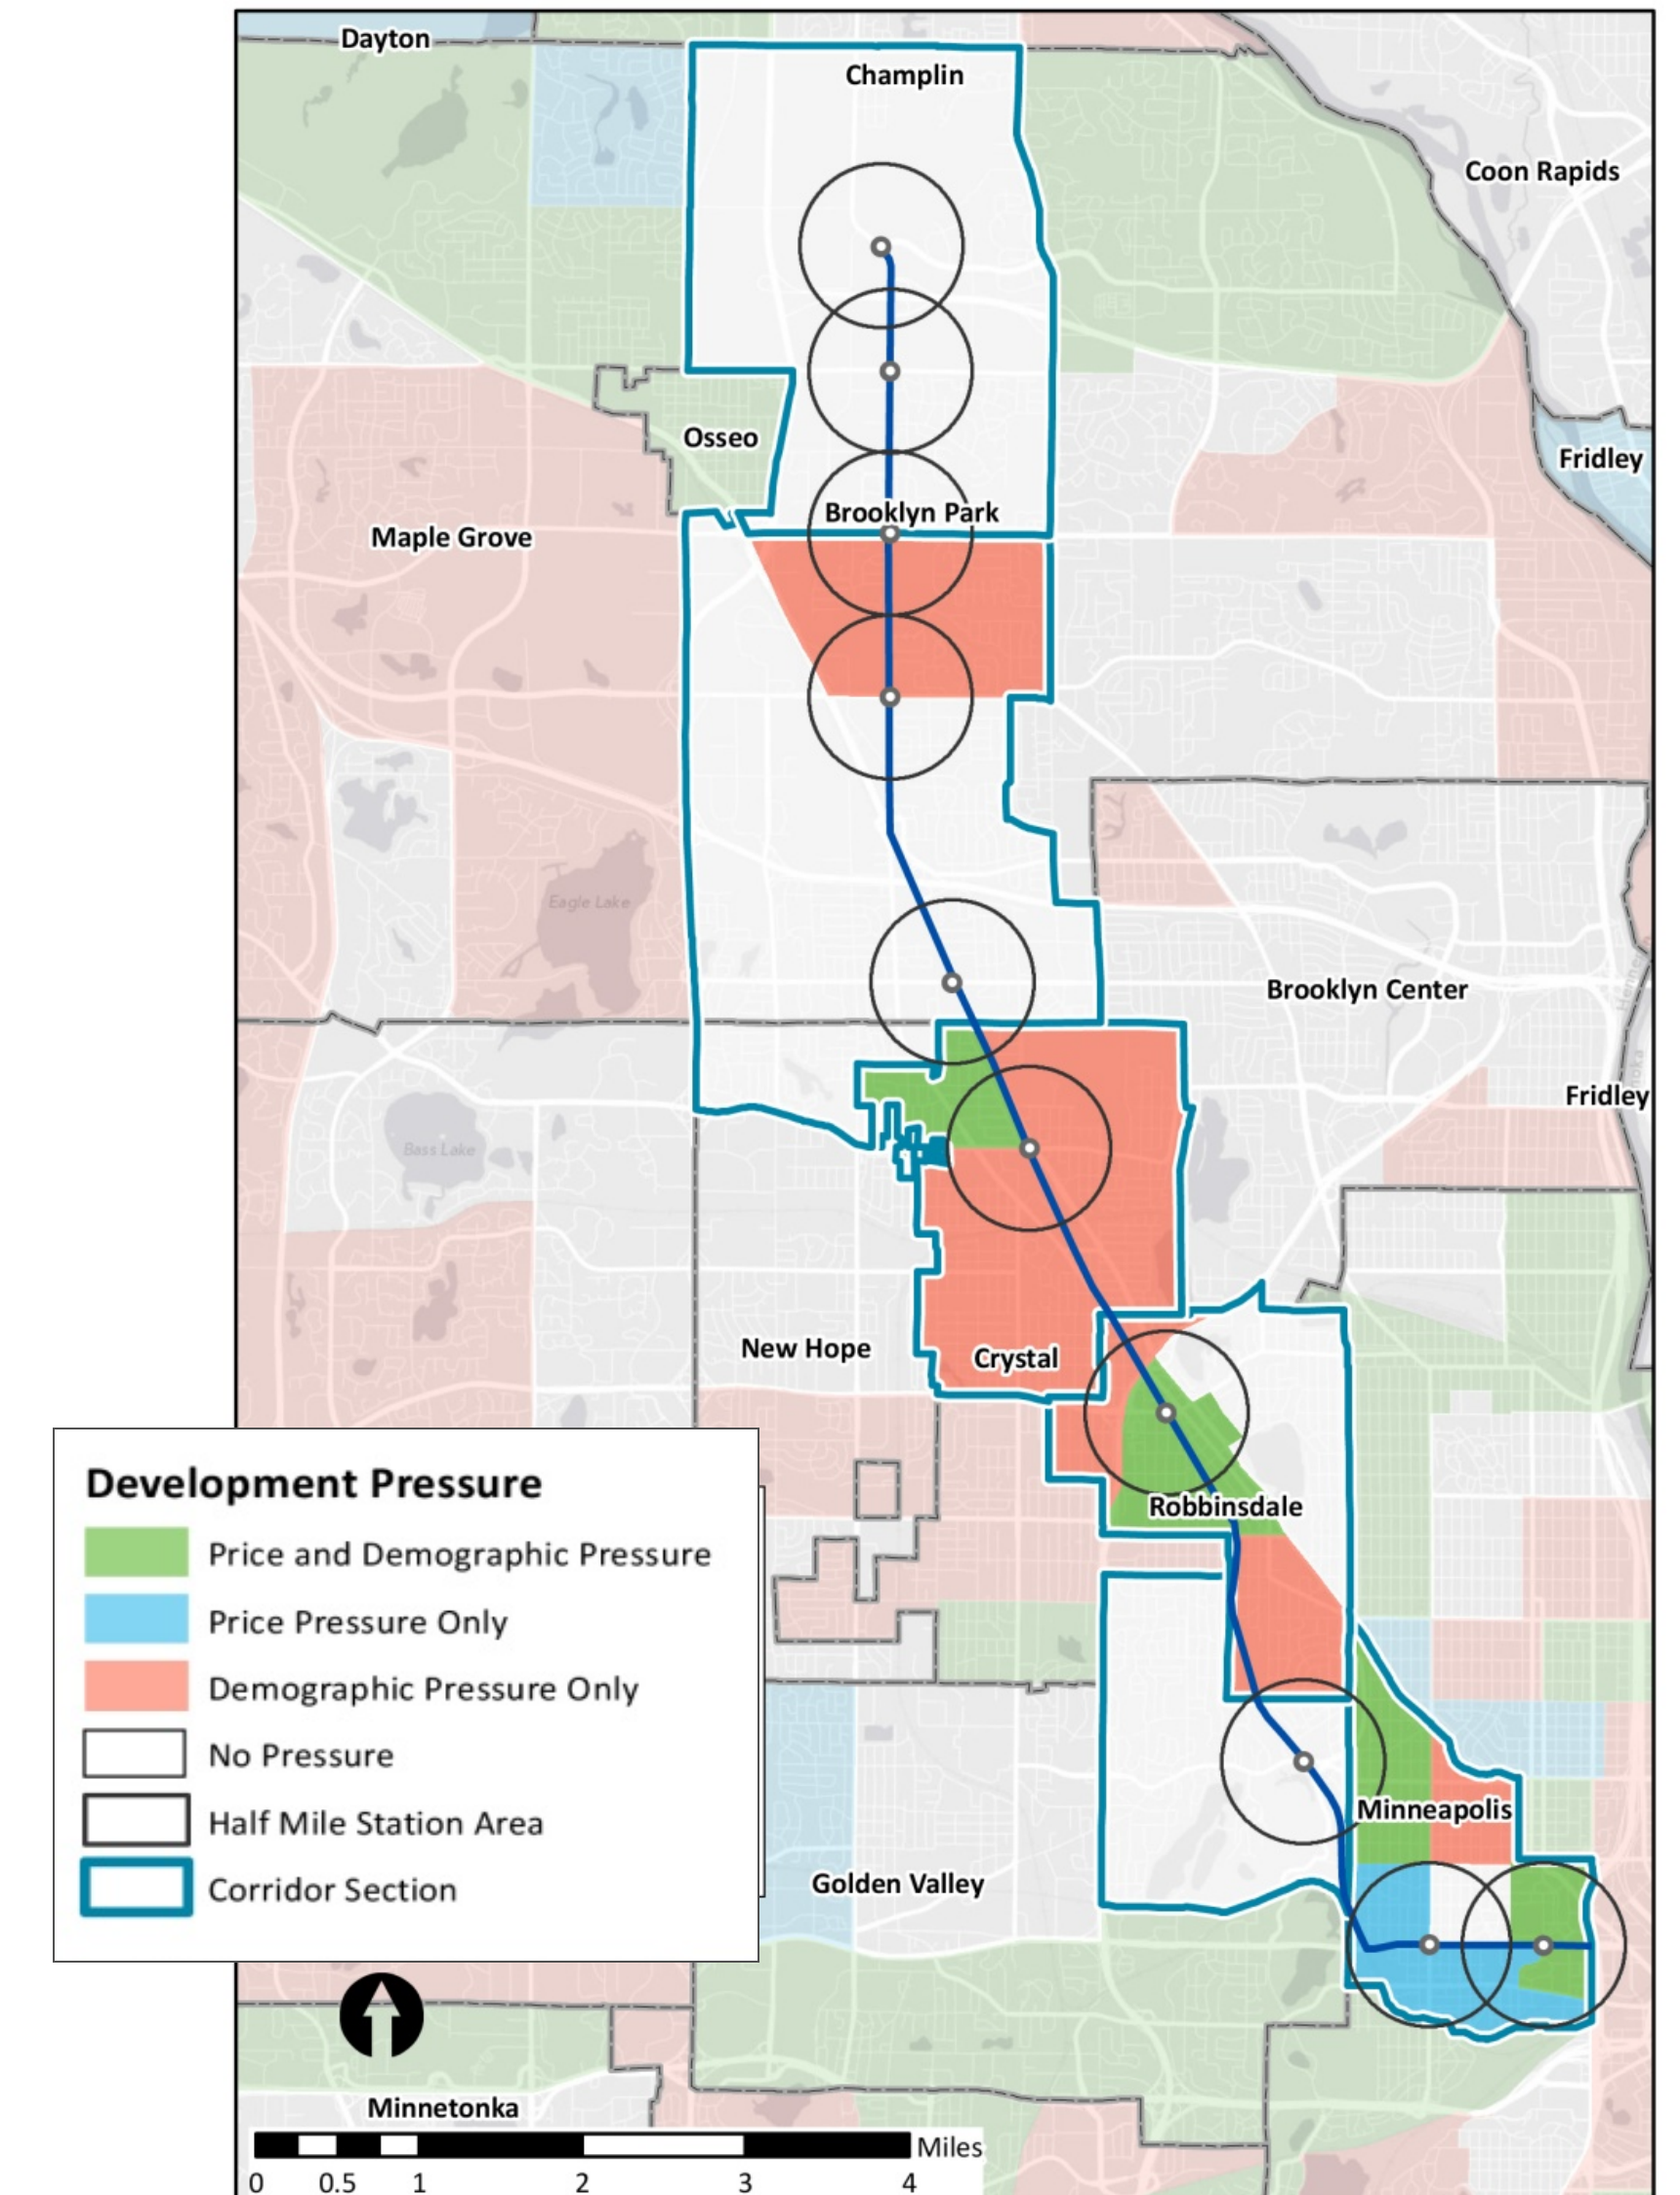 Dayton
Champlin
Coon Rapids
Osseo
Fridley
Brooklyn Park
Maple Grove
Eagle Lake
Brooklyn Center
Fridley
Bass Lake
New Hope
Crystal
Robbinsdale
Minneapolis
Golden Valley
Minnetonka
Development Pressure
Price and Demographic Pressure
Price Pressure Only
Demographic Pressure Only
No Pressure
Half Mile Station Area
Corridor Section
Miles
0 0.5 1 2 3 4